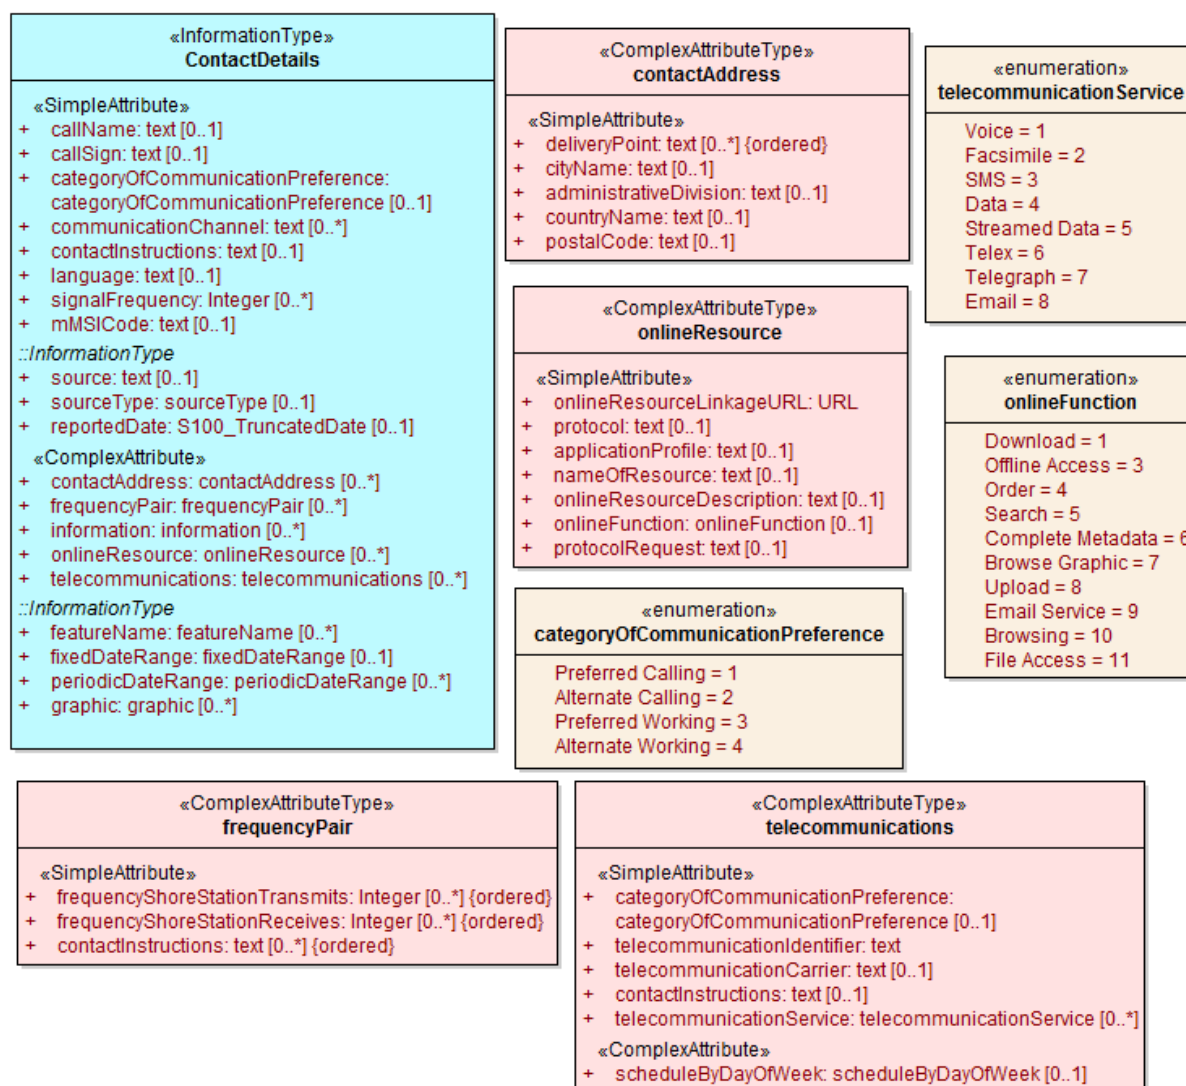 «InformationType»
ContactDetails
«SimpleAttribute»
+ callName: text [0..1]
+ callSign: text [0..1]
+ categoryOfCommunicationPreference:
categoryOfCommunicationPreference [0..1]
+ communicationChannel: text [0..*]
+ contactInstructions: text [0..1]
+ language: text [0..1]
+ signalFrequency: Integer [0..*]
+ mMSICode: text [0..1]
::InformationType
+ source: text [0..1]
+ sourceType: sourceType [0..1]
+ reportedDate: S100_TruncatedDate [0..1]
«ComplexAttribute»
+ contactAddress: contactAddress [0..*]
+ frequencyPair: frequencyPair [0..*]
+ information: information [0..*]
+ onlineResource: onlineResource [0..*]
+ telecommunications: telecommunications [0..*]
::InformationType
+ featureName: featureName [0..*]
+ fixedDateRange: fixedDateRange [0..1]
+ periodicDateRange: periodicDateRange [0..*]
+ graphic: graphic [0..*]
«ComplexAttributeType»
contactAddress
«SimpleAttribute»
+ deliveryPoint: text [0..*] {ordered}
+ cityName: text [0..1]
+ administrativeDivision: text [0..1]
+ countryName: text [0..1]
+ postalCode: text [0..1]
«ComplexAttributeType»
onlineResource
«SimpleAttribute»
+ onlineResourceLinkageURL: URL
+ protocol: text [0..1]
+ applicationProfile: text [0..1]
+ nameOfResource: text [0..1]
+ onlineResourceDescription: text [0..1]
+ onlineFunction: onlineFunction [0..1]
+ protocolRequest: text [0..1]
«enumeration»
categoryOfCommunicationPreference
Preferred Calling = 1
Alternate Calling = 2
Preferred Working = 3
Alternate Working = 4
«enumeration»
telecommunicationService
Voice = 1
Facsimile = 2
SMS = 3
Data = 4
Streamed Data = 5
Telex = 6
Telegraph = 7
Email = 8
«enumeration»
onlineFunction
Download = 1
Offline Access = 3
Order = 4
Search = 5
Complete Metadata = 6
Browse Graphic = 7
Upload = 8
Email Service = 9
Browsing = 10
File Access = 11
«ComplexAttributeType»
frequencyPair
«SimpleAttribute»
+ frequencyShoreStationTransmits: Integer [0..*] {ordered}
+ frequencyShoreStationReceives: Integer [0..*] {ordered}
+ contactInstructions: text [0..*] {ordered}
«ComplexAttributeType»
telecommunications
«SimpleAttribute»
+ categoryOfCommunicationPreference:
categoryOfCommunicationPreference [0..1]
+ telecommunicationIdentifier: text
+ telecommunicationCarrier: text [0..1]
+ contactInstructions: text [0..1]
+ telecommunicationService: telecommunicationService [0..*]
«ComplexAttribute»
+ scheduleByDayOfWeek: scheduleByDayOfWeek [0..1]